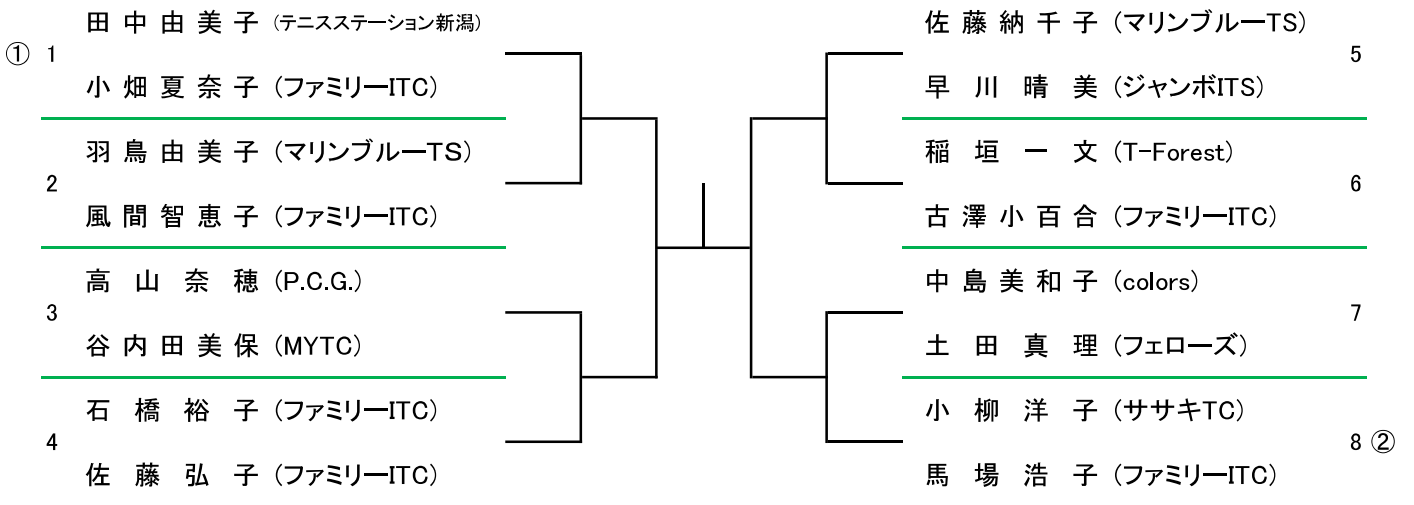 田中由美子 (テニスステーション新潟)
① 1
小畑夏奈子 (ファミリーITC)
羽鳥由美子 (マリンブルーTS)
2
風間智恵子 (ファミリーITC)
高山奈穂 (P.C.G.)
3
谷内田美保 (MYTC)
石橋裕子 (ファミリーITC)
4
佐藤弘子 (ファミリーITC)
佐藤納千子 (マリンブルーTS)
5
早川晴美 (ジャンボITS)
稲垣一文 (T-Forest)
6
古澤小百合 (ファミリーITC)
中島美和子 (colors)
7
土田真理 (フェローズ)
小柳洋子 (ササキTC)
8 ②
馬場浩子 (ファミリーITC)